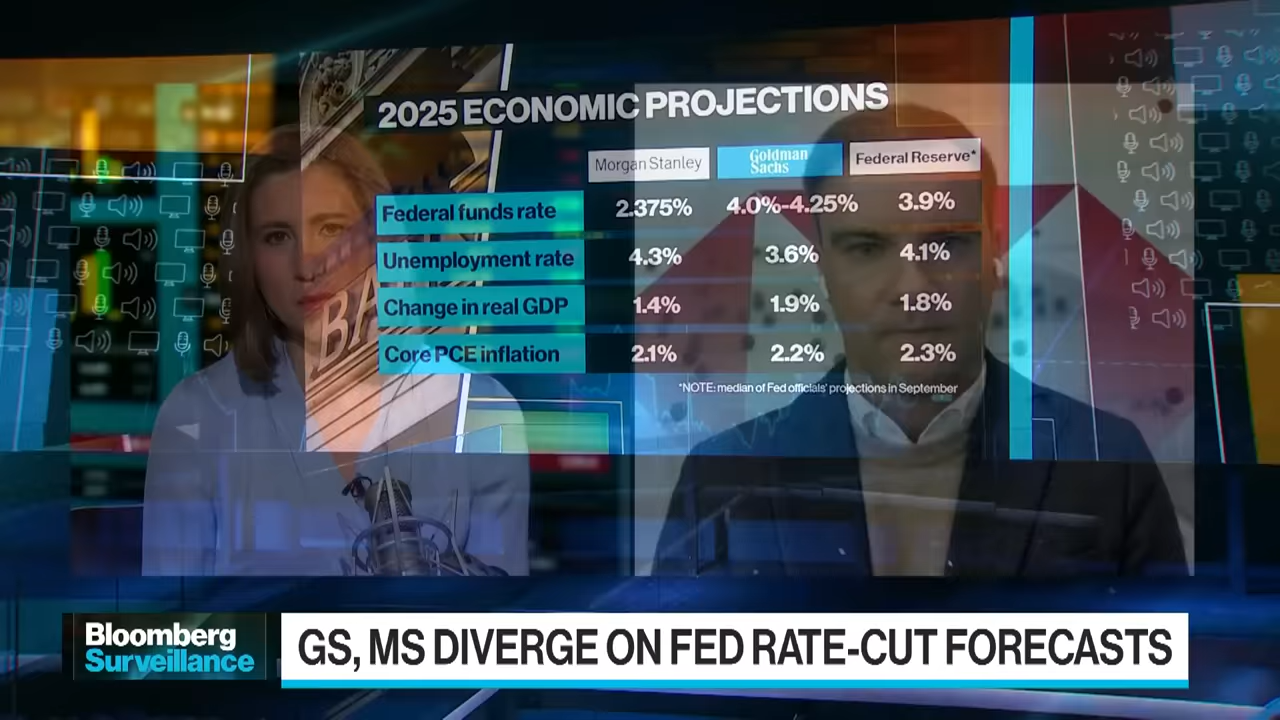 2025 ECONOMIC PROJECTIONS
Morgan Stanley Goldman Sachs Federal Reserve*
Federal funds rate 2.375% 4.0%-4.25% 3.9%
Unemployment rate 4.3% 3.6% 4.1%
Change in real GDP 1.4% 1.9% 1.8%
Core PCE inflation 2.1% 2.2% 2.3%
*NOTE: median of Fed officials' projections in September
BA
Bloomberg
Surveillance
GS, MS DIVERGE ON FED RATE-CUT FORECASTS